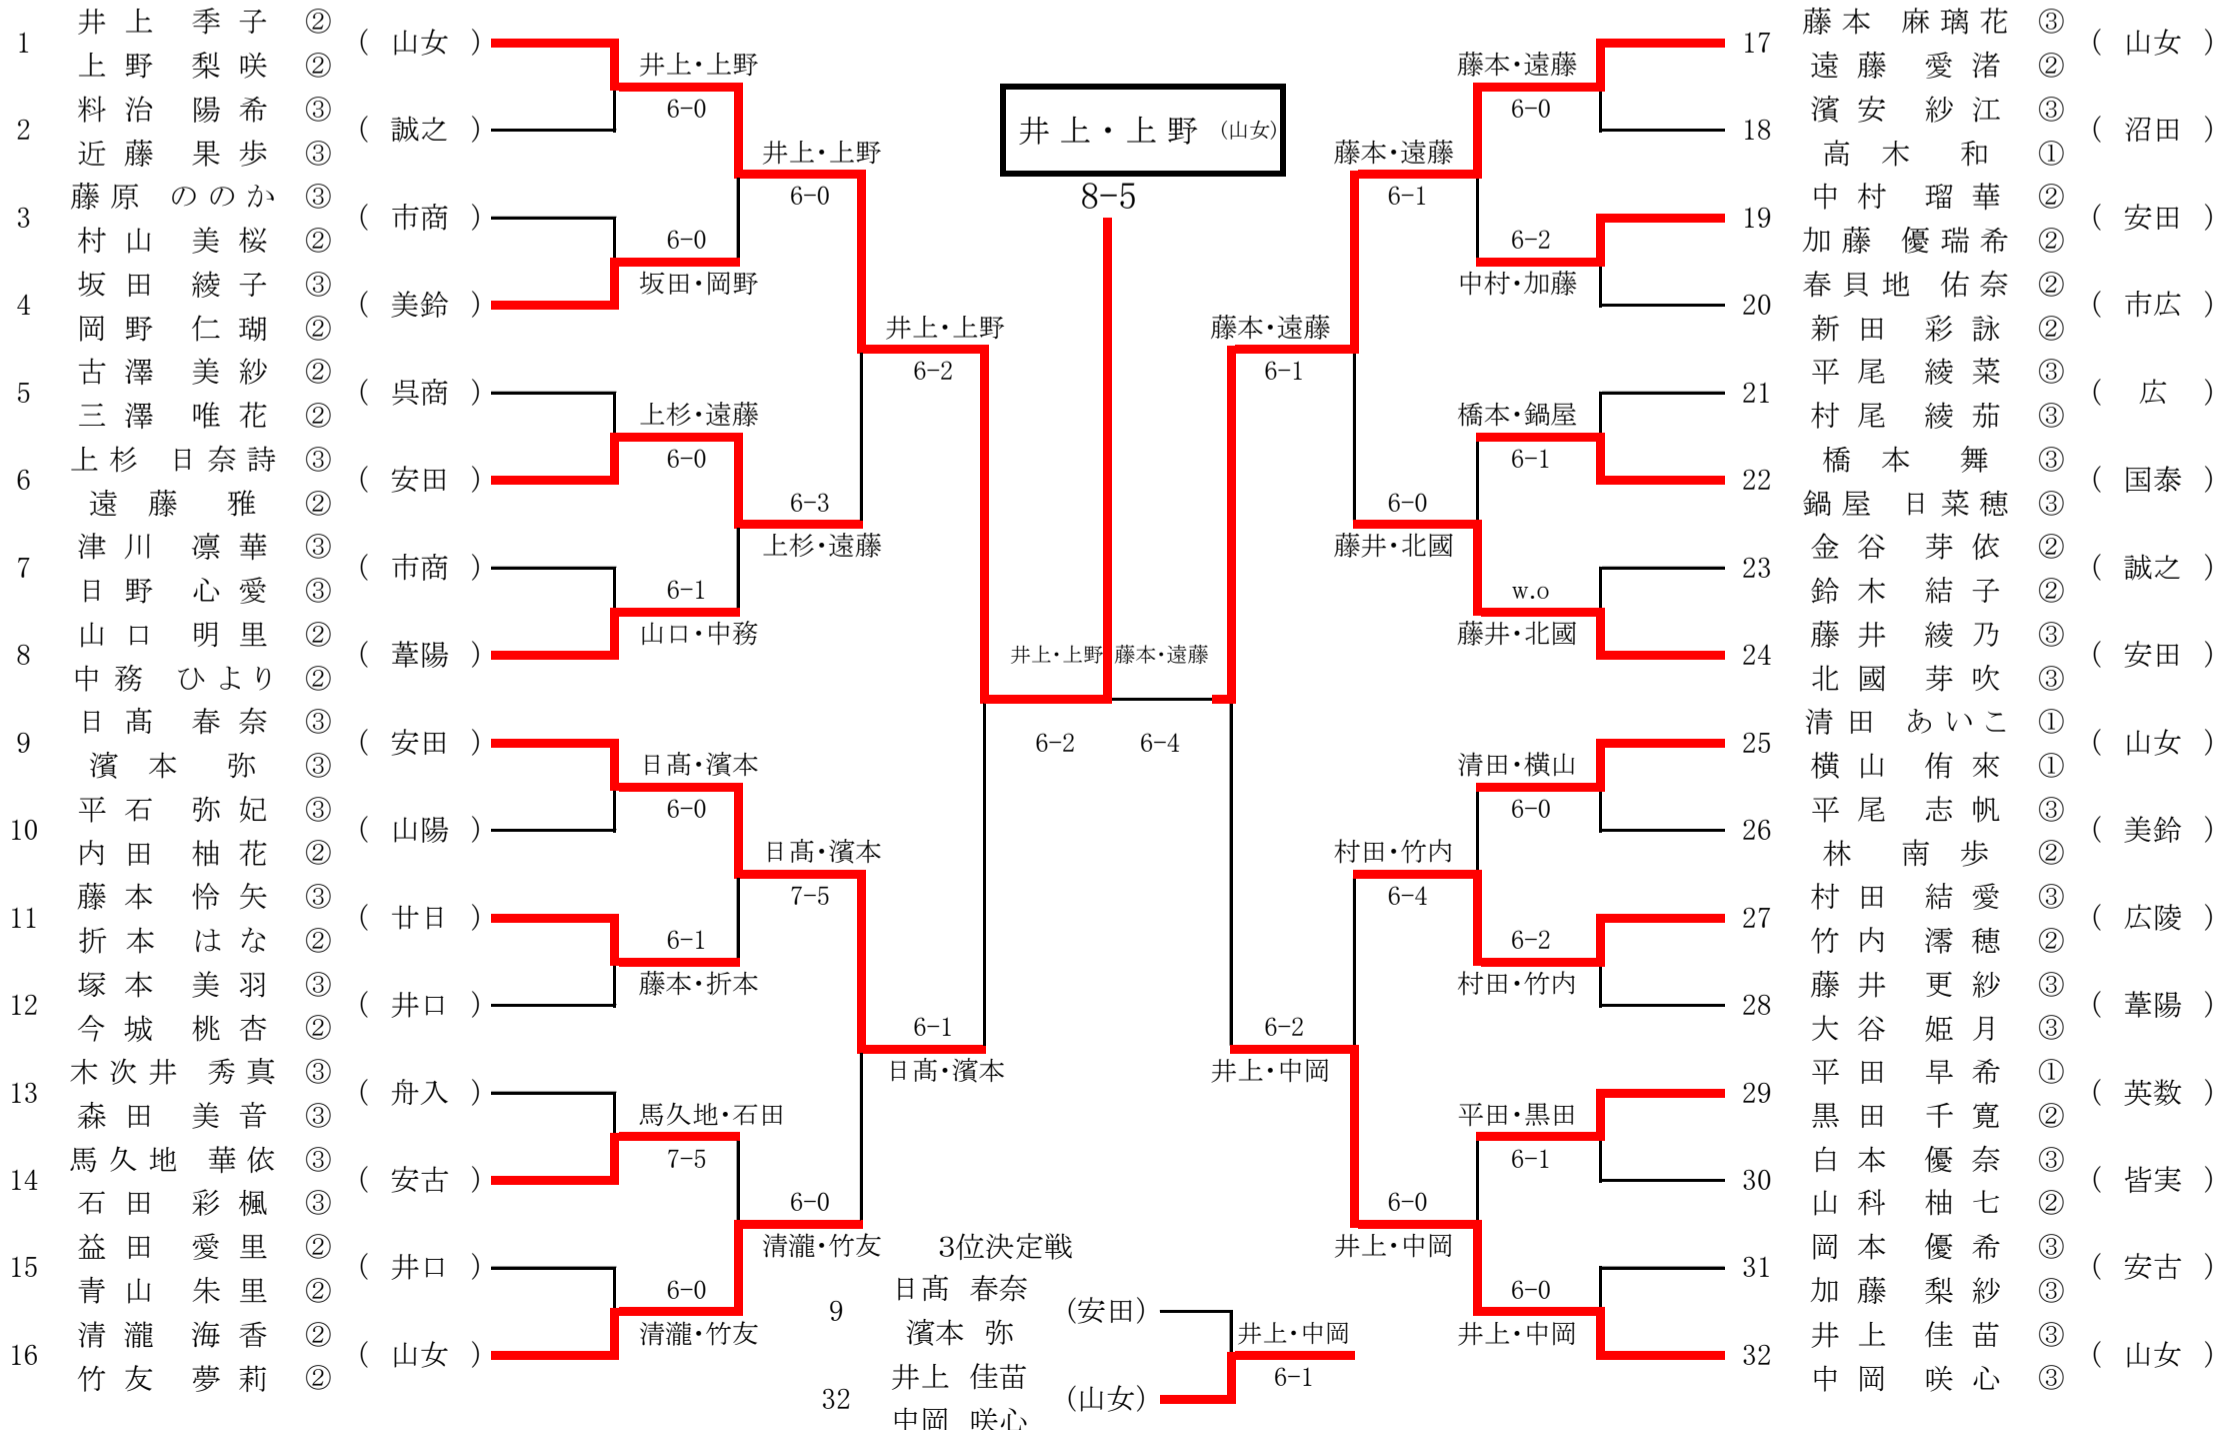 井上 季子 ②
1 ( 山女 )
上野 梨咲 ②
料治 陽希 ③
2 ( 誠之 )
近藤 果歩 ③
藤原 ののか ③
3 ( 市商 )
村山 美桜 ②
坂田 綾子 ③
4 ( 美鈴 )
岡野 仁瑚 ②
古澤 美紗 ②
5 ( 呉商 )
三澤 唯花 ②
上杉 日奈詩 ③
6 ( 安田 )
遠藤 雅 ②
津川 凛華 ③
7 ( 市商 )
日野 心愛 ③
山口 明里 ②
8 ( 葦陽 )
中務 ひより ②
日髙 春奈 ③
9 ( 安田 )
濱本 弥 ③
平石 弥妃 ③
10 ( 山陽 )
内田 柚花 ②
藤本 怜矢 ③
11 ( 廿日 )
折本 はな ②
塚本 美羽 ③
12 ( 井口 )
今城 桃杏 ②
木次井 秀真 ③
13 ( 舟入 )
森田 美音 ③
馬久地 華依 ③
14 ( 安古 )
石田 彩楓 ③
益田 愛里 ②
15 ( 井口 )
青山 朱里 ②
清瀧 海香 ②
16 ( 山女 )
竹友 夢莉 ②
井上・上野
6-0
6-0
坂田・岡野
上杉・遠藤
6-0
6-1
山口・中務
日髙・濱本
6-0
6-1
藤本・折本
馬久地・石田
7-5
6-0
清瀧・竹友
井上・上野
6-0
6-3
上杉・遠藤
日髙・濱本
7-5
6-0
清瀧・竹友
井上・上野
6-2
6-1
日髙・濱本
井上・上野 (山女)
8-5
井上・上野 藤本・遠藤
6-2 6-4
藤本・遠藤
6-1
6-2
井上・中岡
藤本・遠藤
6-1
6-0
藤井・北國
村田・竹内
6-4
6-0
井上・中岡
藤本・遠藤
6-0
6-2
中村・加藤
橋本・鍋屋
6-1
w.o
藤井・北國
清田・横山
6-0
6-2
村田・竹内
平田・黒田
6-1
6-0
井上・中岡
藤本 麻璃花 ③
17 ( 山女 )
遠藤 愛渚 ②
濱安 紗江 ③
18 ( 沼田 )
高木 和 ①
中村 瑠華 ②
19 ( 安田 )
加藤 優瑞希 ②
春貝地 佑奈 ②
20 ( 市広 )
新田 彩詠 ②
平尾 綾菜 ③
21 ( 広 )
村尾 綾茄 ③
橋本 舞 ③
22 ( 国泰 )
鍋屋 日菜穂 ③
金谷 芽依 ②
23 ( 誠之 )
鈴木 結子 ②
藤井 綾乃 ③
24 ( 安田 )
北國 芽吹 ③
清田 あいこ ①
25 ( 山女 )
横山 侑來 ①
平尾 志帆 ③
26 ( 美鈴 )
林 南歩 ②
村田 結愛 ③
27 ( 広陵 )
竹内 澪穂 ②
藤井 更紗 ③
28 ( 葦陽 )
大谷 姫月 ③
平田 早希 ①
29 ( 英数 )
黒田 千寛 ②
白本 優奈 ③
30 ( 皆実 )
山科 柚七 ②
岡本 優希 ③
31 ( 安古 )
加藤 梨紗 ③
井上 佳苗 ③
32 ( 山女 )
中岡 咲心 ③
3位決定戦
日髙 春奈
9 (安田)
濱本 弥
井上 佳苗
32 (山女)
中岡 咲心
井上・中岡
6-1